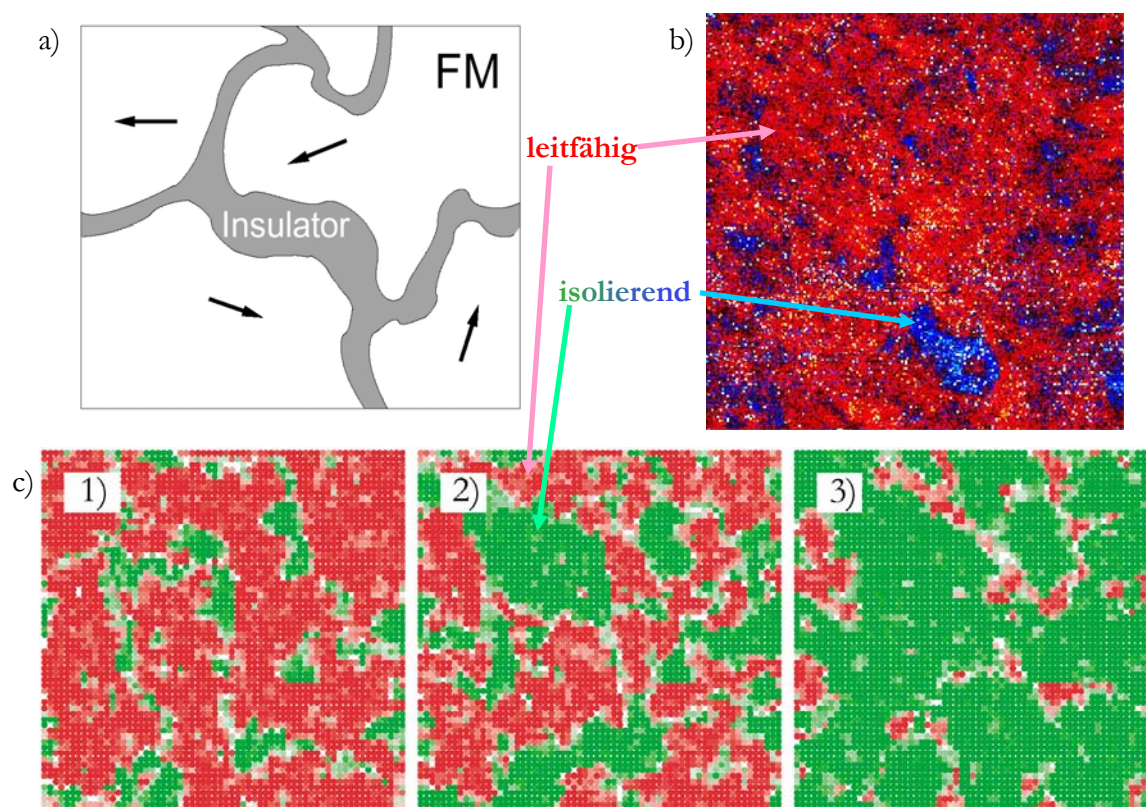 a)
FM
Insulator
b)
leitfähig
isolierend
c)
1)
2)
3)